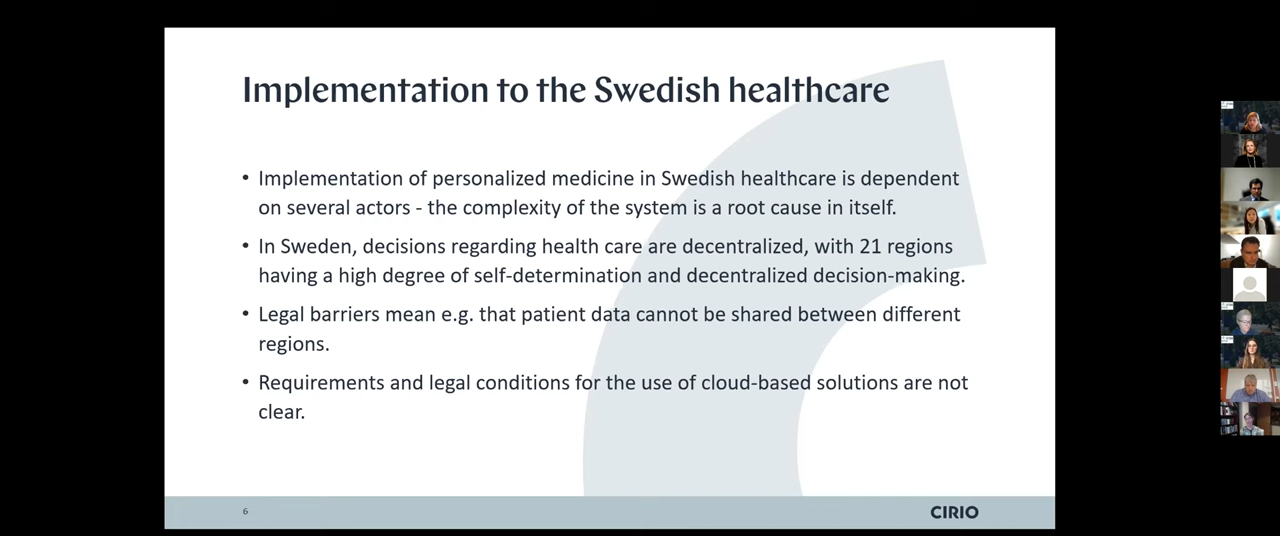 Implementation to the Swedish healthcare
• Implementation of personalized medicine in Swedish healthcare is dependent
on several actors - the complexity of the system is a root cause in itself.
• In Sweden, decisions regarding health care are decentralized, with 21 regions
having a high degree of self-determination and decentralized decision-making.
• Legal barriers mean e.g. that patient data cannot be shared between different
regions.
• Requirements and legal conditions for the use of cloud-based solutions are not
clear.
6
CIRIO